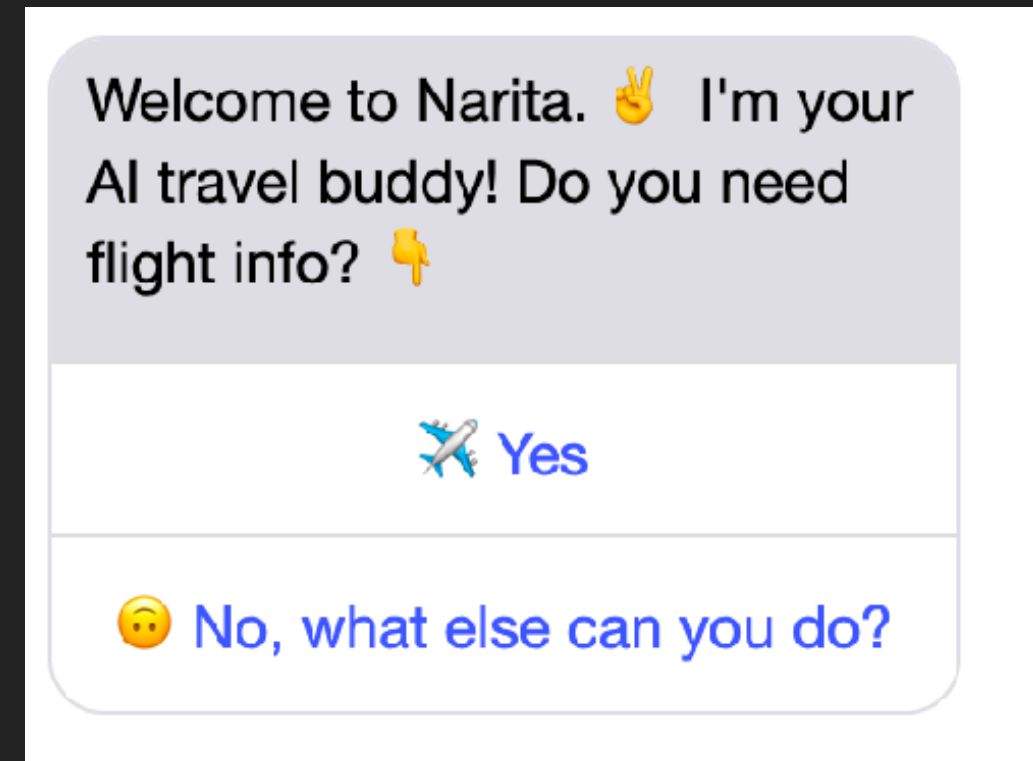 Welcome to Narita. ✌️ I'm your
AI travel buddy! Do you need
flight info? 👇
✈️ Yes
🙃 No, what else can you do?